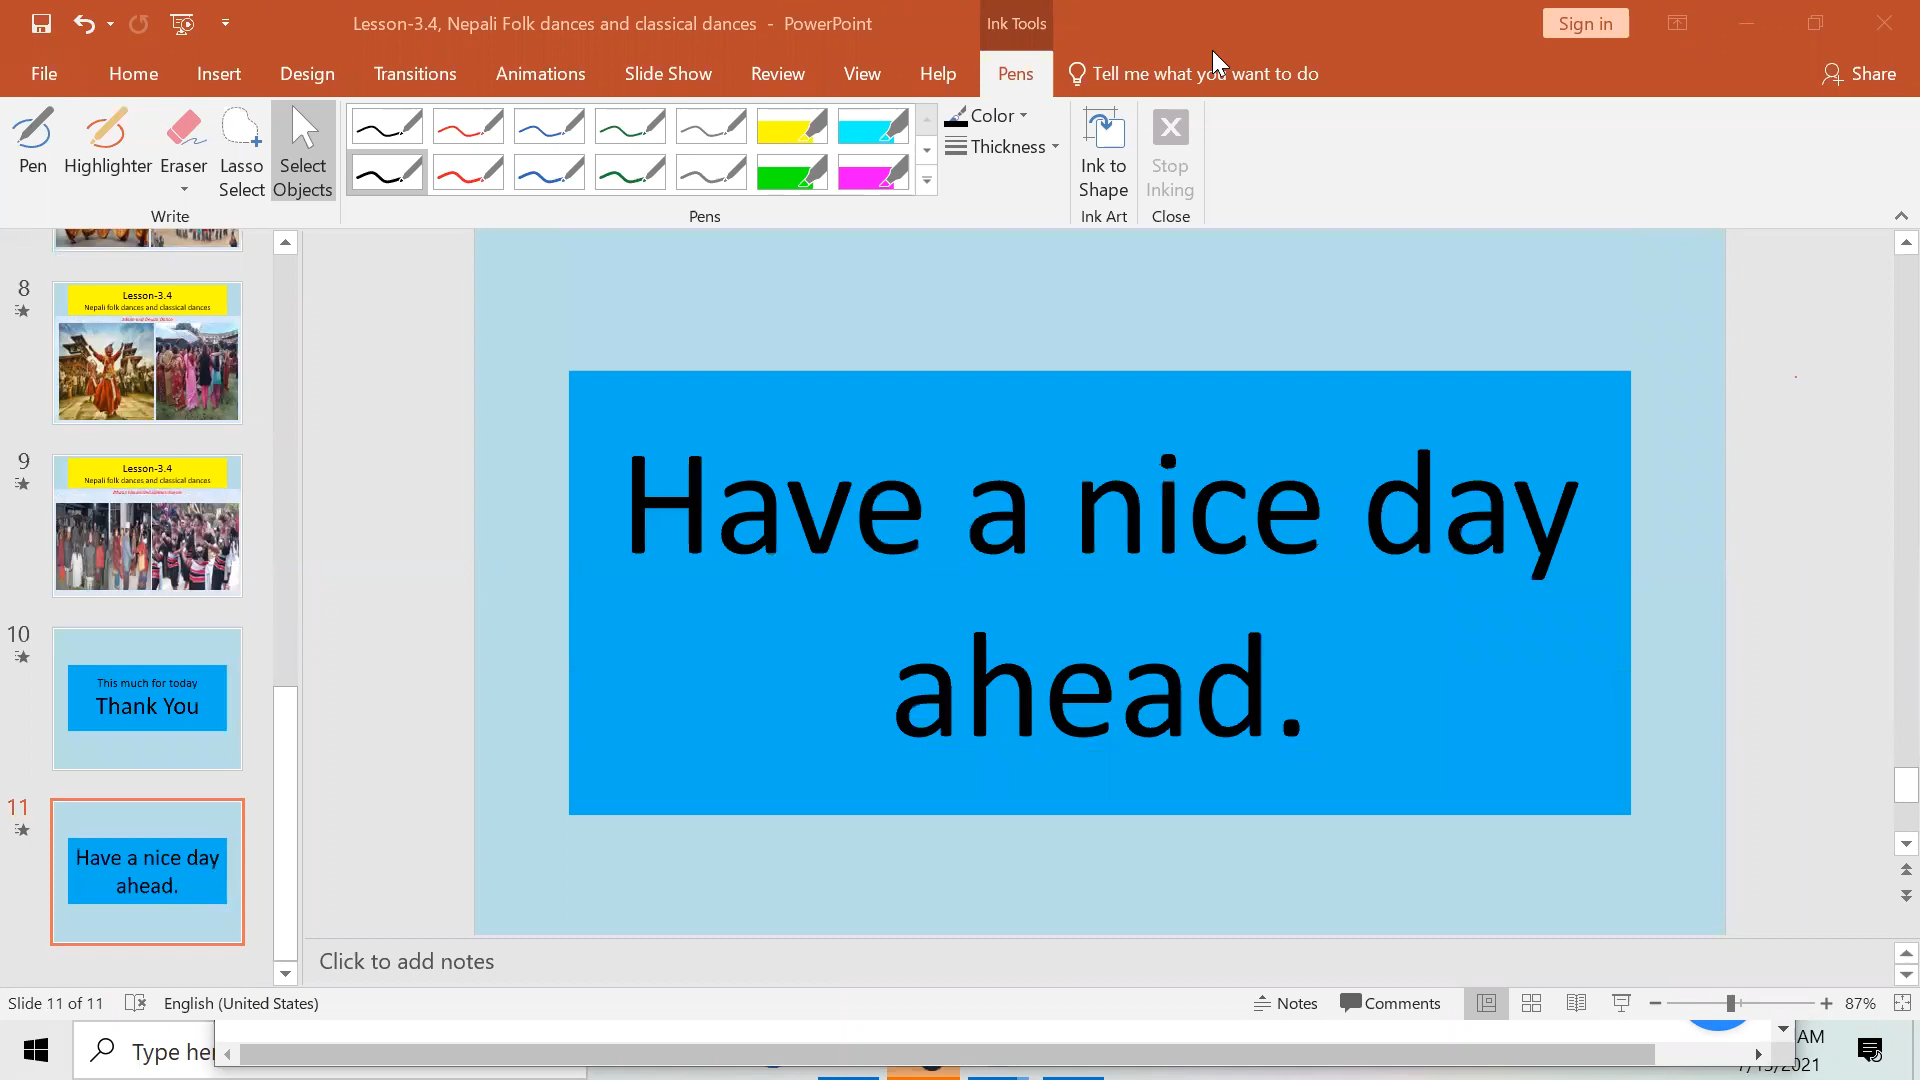 Lesson-3.4, Nepali Folk dances and classical dances - PowerPoint
Ink Tools
Sign in
File Home Insert Design Transitions Animations Slide Show Review View Help Pens Tell me what you want to do Share
Pen Highlighter Eraser Lasso Select Select Objects
Write
Pens
Color
Thickness
Ink to Shape
Ink Art
Stop Inking
Close
8
Lesson-3.4
Nepali folk dances and classical dances
9
Lesson-3.4
Nepali folk dances and classical dances
10
This much for today
Thank You
11
Have a nice day
ahead.
Have a nice day
ahead.
Click to add notes
Slide 11 of 11 English (United States) Notes Comments 87%
AM